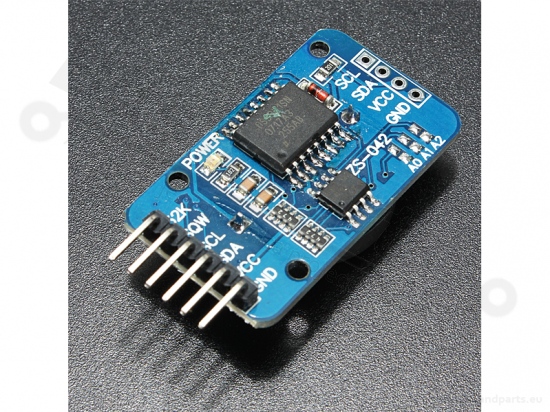 SCL
SDA
VCC
GND
ZS-042
A0 A1 A2
POWER
32K
SQW
SCL
SDA
VCC
GND